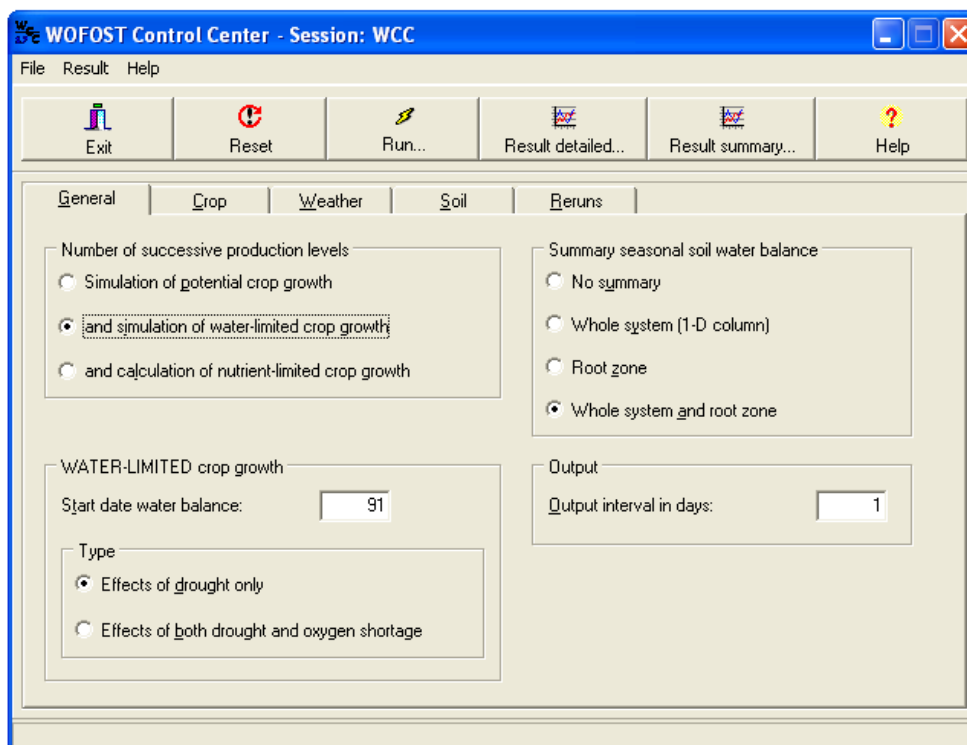 WOFOST Control Center - Session: WCC
File Result Help
Exit Reset Run... Result detailed... Result summary... Help
General Crop Weather Soil Reruns
Number of successive production levels
Simulation of potential crop growth
and simulation of water-limited crop growth
and calculation of nutrient-limited crop growth
Summary seasonal soil water balance
No summary
Whole system (1-D column)
Root zone
Whole system and root zone
WATER-LIMITED crop growth
Start date water balance: 91
Type
Effects of drought only
Effects of both drought and oxygen shortage
Output
Output interval in days: 1